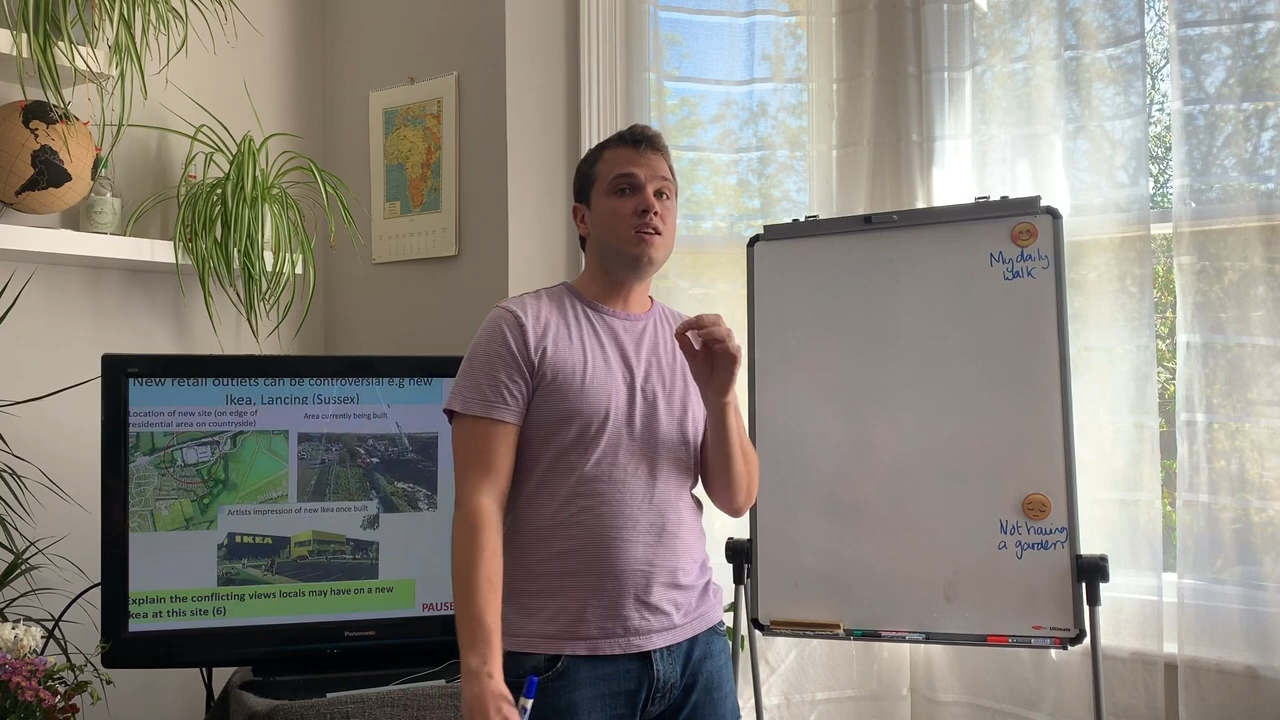 New retail outlets can be controversial e.g new
Ikea, Lancing (Sussex)
Location of new site (on edge of
residential area on countryside)
Area currently being built
Artists impression of new Ikea once built
IKEA
Explain the conflicting views locals may have on a new
kea at this site (6)
PAUSE
Panasonic
My daily
walk
Not having
a garden
Ultimate